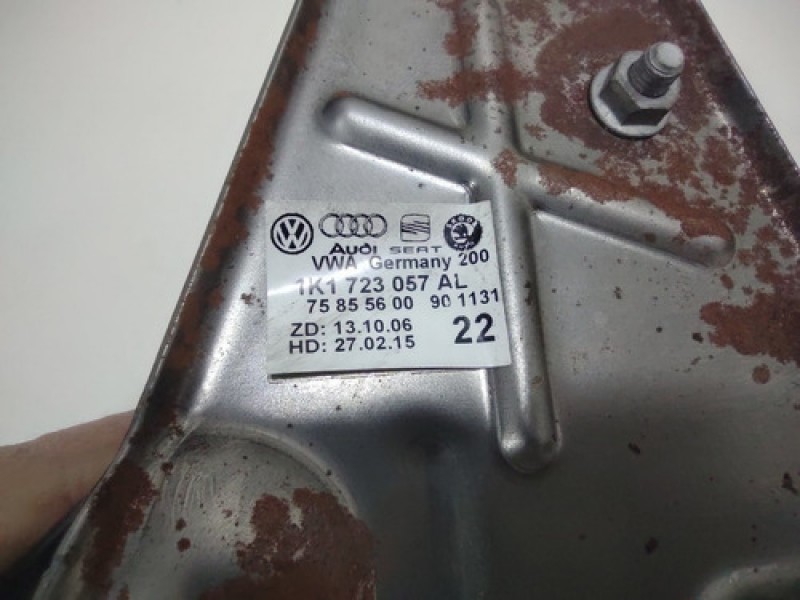 Audi SEAT
VWA Germany 200
1K1 723 057 AL
75 85 56 00 90 1131
ZD: 13.10.06 22
HD: 27.02.15